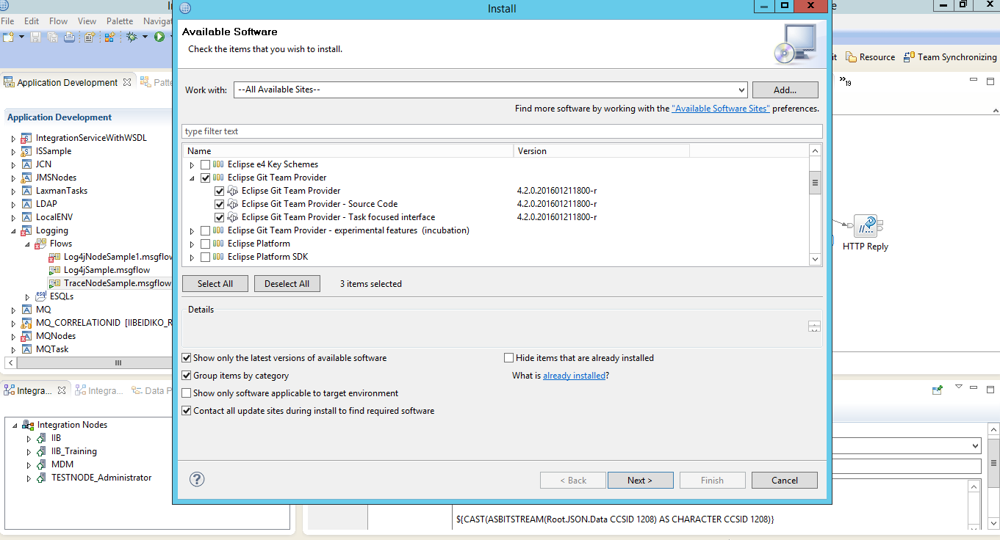 Install
File Edit Flow View Palette Navigat
Available Software
Check the items that you wish to install.
Resource Team Synchronizing
Application Development
Work with: --All Available Sites-- Add...
19
Find more software by working with the "Available Software Sites" preferences.
Application Development
type filter text
Name Version
IntegrationServiceWithWSDL
ISSample
JCN
JMSNodes
LaxmanTasks
LDAP
LocalENV
Logging
Flows
Log4jNodeSample1.msgflow
Log4jSample.msgflow
TraceNodeSample.msgflow
esql ESQLs
MQ
MQ_CORRELATIONID [IIBEIDIKO_R
MQNodes
MQTask
Eclipse e4 Key Schemes
Eclipse Git Team Provider
Eclipse Git Team Provider 4.2.0.201601211800-r
Eclipse Git Team Provider - Source Code 4.2.0.201601211800-r
Eclipse Git Team Provider - Task focused interface 4.2.0.201601211800-r
Eclipse Git Team Provider - experimental features (incubation)
Eclipse Platform
Eclipse Platform SDK
HTTP Reply
Select All Deselect All 3 items selected
Details
Show only the latest versions of available software
Hide items that are already installed
Group items by category
What is already installed?
Show only software applicable to target environment
Contact all update sites during install to find required software
Integra... Integra... Data P
Integration Nodes
IIB
IIB_Training
MDM
TESTNODE_Administrator
< Back Next > Finish Cancel
${CAST(ASBITSTREAM(Root.JSON.Data CCSID 1208) AS CHARACTER CCSID 1208)}